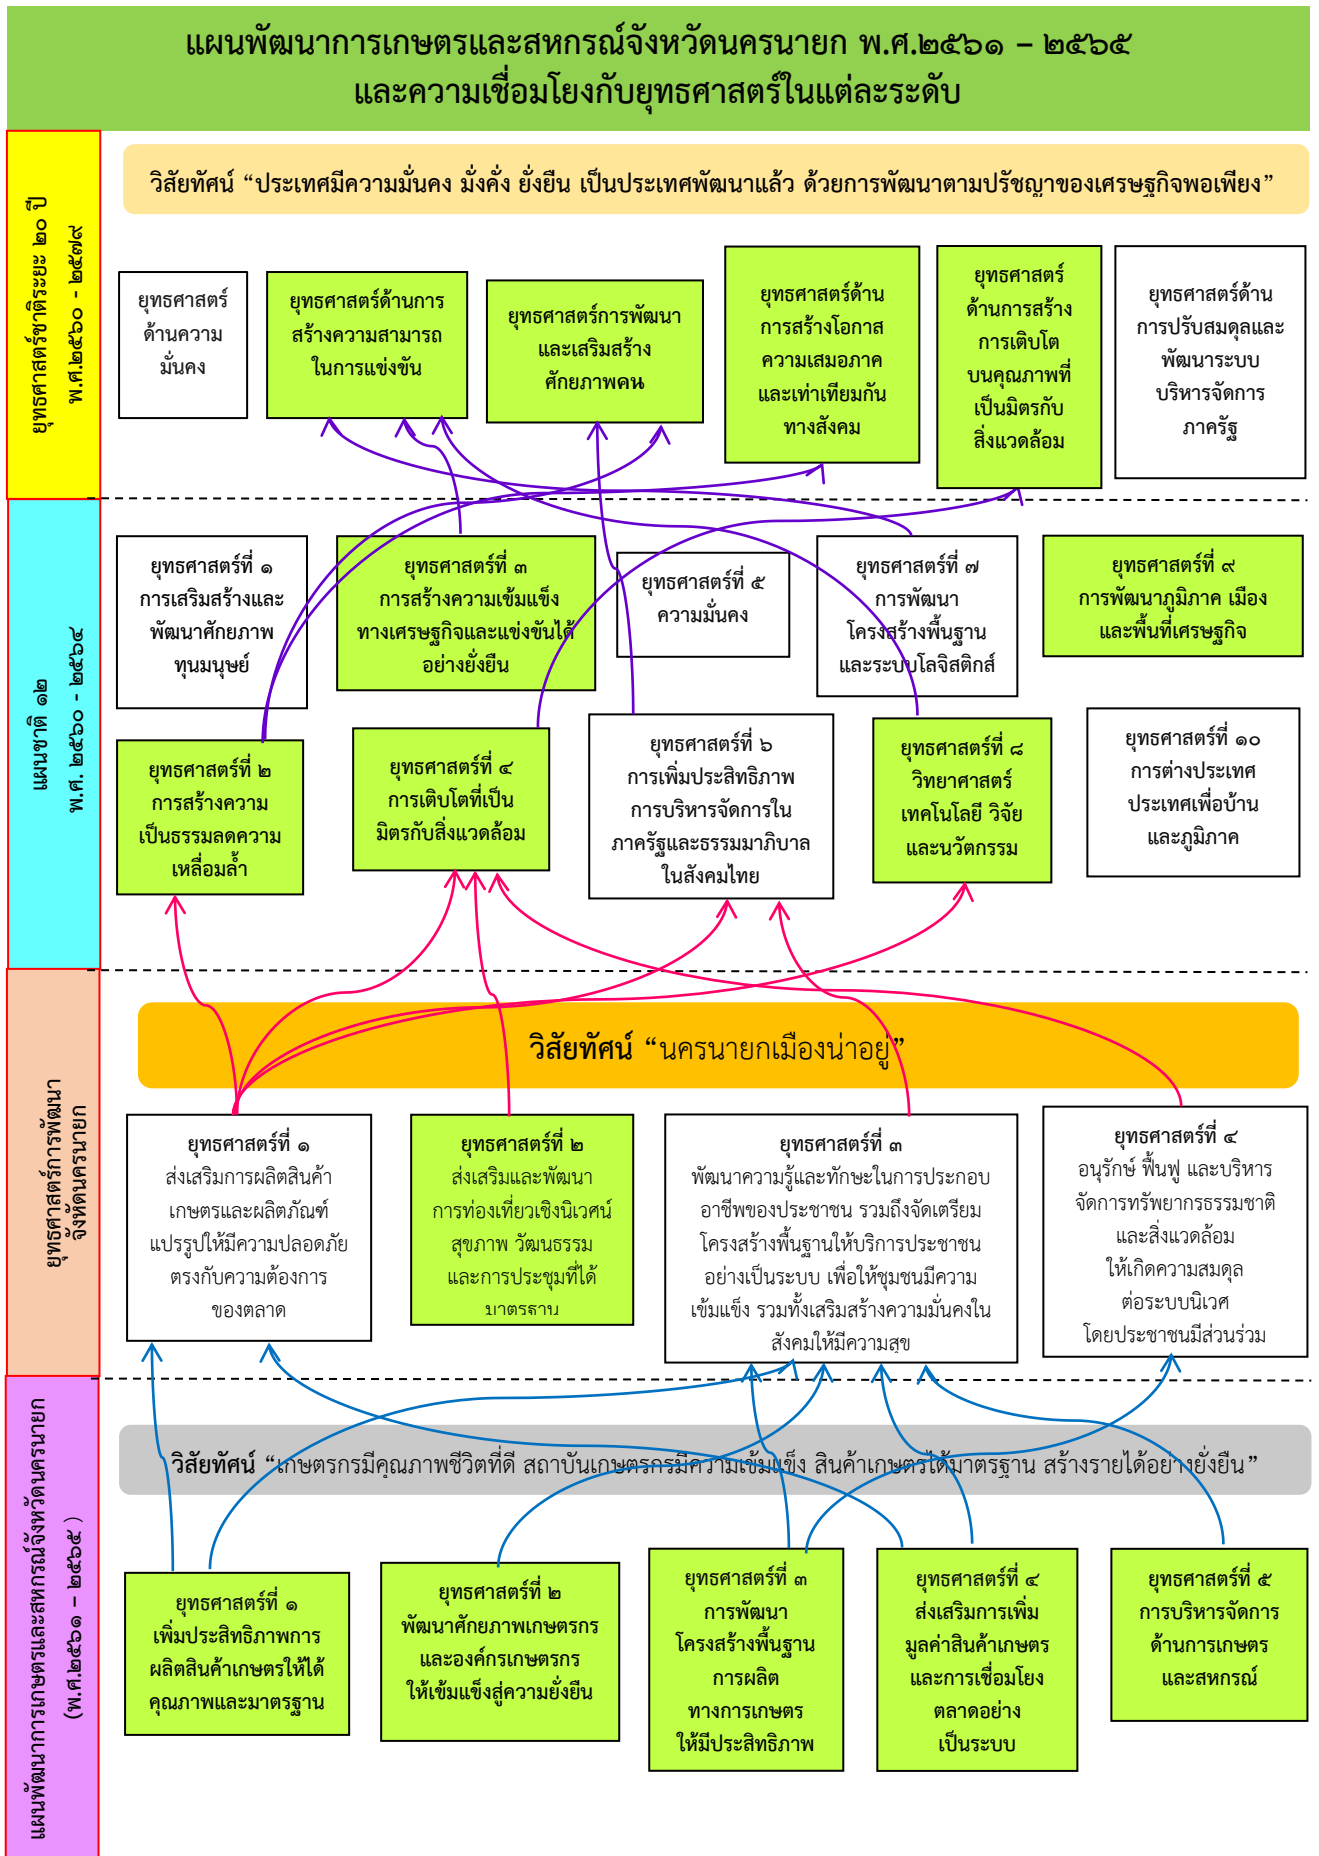 แผนพัฒนาการเกษตรและสหกรณ์จังหวัดนครนายก พ.ศ.๒๕๖๑ – ๒๕๖๕
และความเชื่อมโยงกับยุทธศาสตร์ในแต่ละระดับ
ยุทธศาสตร์ชาติระยะ ๒๐ ปี
พ.ศ.๒๕๖๐ - ๒๕๗๙
วิสัยทัศน์ “ประเทศมีความมั่นคง มั่งคั่ง ยั่งยืน เป็นประเทศพัฒนาแล้ว ด้วยการพัฒนาตามปรัชญาของเศรษฐกิจพอเพียง”
ยุทธศาสตร์
ด้านความ
มั่นคง
ยุทธศาสตร์ด้านการ
สร้างความสามารถ
ในการแข่งขัน
ยุทธศาสตร์การพัฒนา
และเสริมสร้าง
ศักยภาพคน
ยุทธศาสตร์ด้าน
การสร้างโอกาส
ความเสมอภาค
และเท่าเทียมกัน
ทางสังคม
ยุทธศาสตร์
ด้านการสร้าง
การเติบโต
บนคุณภาพที่
เป็นมิตรกับ
สิ่งแวดล้อม
ยุทธศาสตร์ด้าน
การปรับสมดุลและ
พัฒนาระบบ
บริหารจัดการ
ภาครัฐ
แผนชาติ ๑๒
พ.ศ. ๒๕๖๐ - ๒๕๖๔
ยุทธศาสตร์ที่ ๑
การเสริมสร้างและ
พัฒนาศักยภาพ
ทุนมนุษย์
ยุทธศาสตร์ที่ ๓
การสร้างความเข้มแข็ง
ทางเศรษฐกิจและแข่งขันได้
อย่างยั่งยืน
ยุทธศาสตร์ที่ ๕
ความมั่นคง
ยุทธศาสตร์ที่ ๗
การพัฒนา
โครงสร้างพื้นฐาน
และระบบโลจิสติกส์
ยุทธศาสตร์ที่ ๙
การพัฒนาภูมิภาค เมือง
และพื้นที่เศรษฐกิจ
ยุทธศาสตร์ที่ ๒
การสร้างความ
เป็นธรรมลดความ
เหลื่อมล้ำ
ยุทธศาสตร์ที่ ๔
การเติบโตที่เป็น
มิตรกับสิ่งแวดล้อม
ยุทธศาสตร์ที่ ๖
การเพิ่มประสิทธิภาพ
การบริหารจัดการใน
ภาครัฐและธรรมมาภิบาล
ในสังคมไทย
ยุทธศาสตร์ที่ ๘
วิทยาศาสตร์
เทคโนโลยี วิจัย
และนวัตกรรม
ยุทธศาสตร์ที่ ๑๐
การต่างประเทศ
ประเทศเพื่อบ้าน
และภูมิภาค
ยุทธศาสตร์การพัฒนา
จังหวัดนครนายก
วิสัยทัศน์ “นครนายกเมืองน่าอยู่”
ยุทธศาสตร์ที่ ๑
ส่งเสริมการผลิตสินค้า
เกษตรและผลิตภัณฑ์
แปรรูปให้มีความปลอดภัย
ตรงกับความต้องการ
ของตลาด
ยุทธศาสตร์ที่ ๒
ส่งเสริมและพัฒนา
การท่องเที่ยวเชิงนิเวศน์
สุขภาพ วัฒนธรรม
และการประชุมที่ได้
มาตรฐาน
ยุทธศาสตร์ที่ ๓
พัฒนาความรู้และทักษะในการประกอบ
อาชีพของประชาชน รวมถึงจัดเตรียม
โครงสร้างพื้นฐานให้บริการประชาชน
อย่างเป็นระบบ เพื่อให้ชุมชนมีความ
เข้มแข็ง รวมทั้งเสริมสร้างความมั่นคงใน
สังคมให้มีความสุข
ยุทธศาสตร์ที่ ๔
อนุรักษ์ ฟื้นฟู และบริหาร
จัดการทรัพยากรธรรมชาติ
และสิ่งแวดล้อม
ให้เกิดความสมดุล
ต่อระบบนิเวศ
โดยประชาชนมีส่วนร่วม
แผนพัฒนาการเกษตรและสหกรณ์จังหวัดนครนายก
(พ.ศ.๒๕๖๑ – ๒๕๖๕ )
วิสัยทัศน์ “เกษตรกรมีคุณภาพชีวิตที่ดี สถาบันเกษตรกรมีความเข้มแข็ง สินค้าเกษตรได้มาตรฐาน สร้างรายได้อย่างยั่งยืน”
ยุทธศาสตร์ที่ ๑
เพิ่มประสิทธิภาพการ
ผลิตสินค้าเกษตรให้ได้
คุณภาพและมาตรฐาน
ยุทธศาสตร์ที่ ๒
พัฒนาศักยภาพเกษตรกร
และองค์กรเกษตรกร
ให้เข้มแข็งสู่ความยั่งยืน
ยุทธศาสตร์ที่ ๓
การพัฒนา
โครงสร้างพื้นฐาน
การผลิต
ทางการเกษตร
ให้มีประสิทธิภาพ
ยุทธศาสตร์ที่ ๔
ส่งเสริมการเพิ่ม
มูลค่าสินค้าเกษตร
และการเชื่อมโยง
ตลาดอย่าง
เป็นระบบ
ยุทธศาสตร์ที่ ๕
การบริหารจัดการ
ด้านการเกษตร
และสหกรณ์